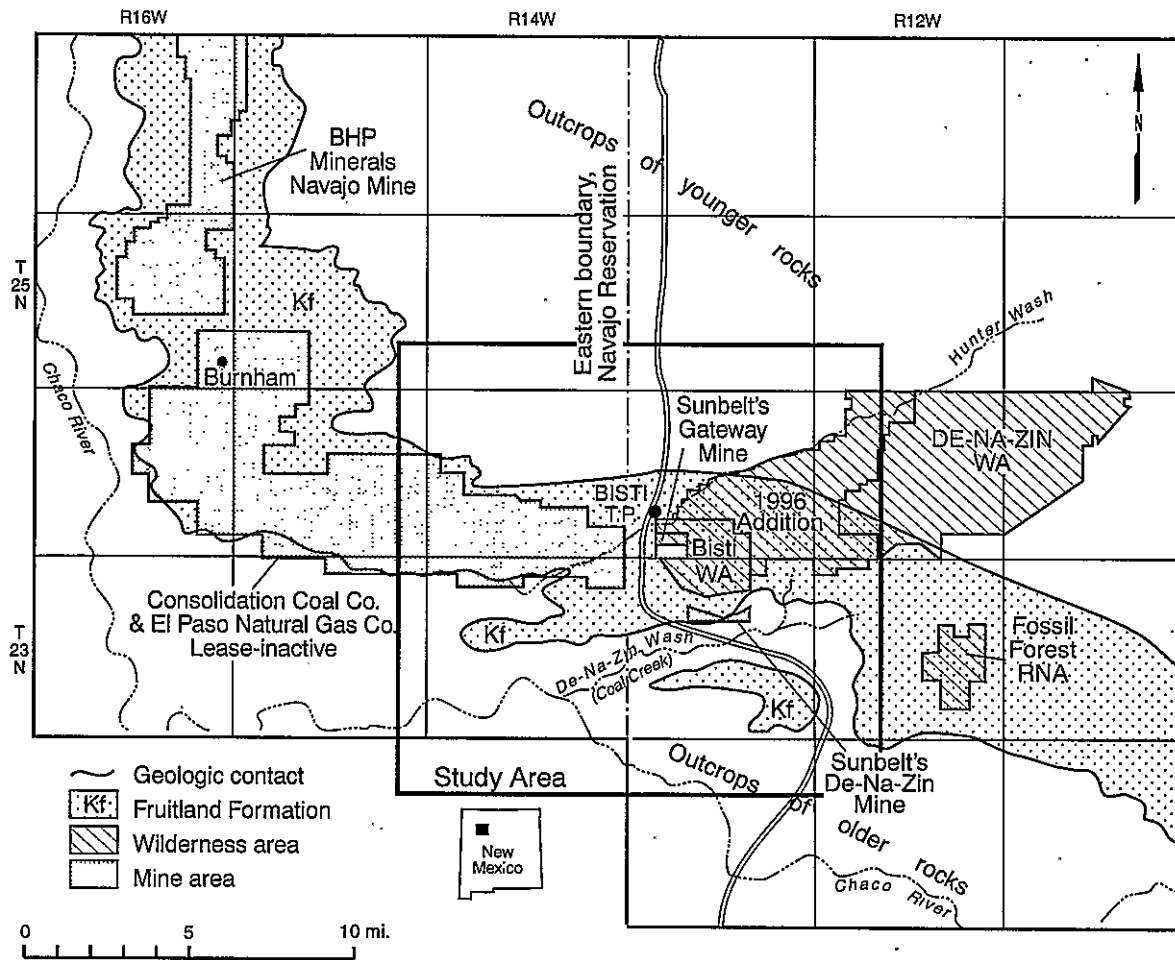 R16W
R14W
R12W
N
BHP
Minerals
Navajo Mine
Outcrops of younger rocks
Eastern boundary,
Navajo Reservation
T
25
N
Kf
Hunter Wash
Burnham
Chaco River
Sunbelt's
Gateway
Mine
DE-NA-ZIN
WA
BISTI
T.P.
1996
Addition
Bisti
WA
Consolidation Coal Co.
& El Paso Natural Gas Co.
Lease-inactive
T
23
N
Kf
De-Na-Zin Wash
(Coal Creek)
Fossil
Forest
RNA
Kf
Sunbelt's
De-Na-Zin
Mine
Study Area
Outcrops of older rocks
Chaco River
Geologic contact
Kf Fruitland Formation
Wilderness area
Mine area
New
Mexico
0 5 10 mi.